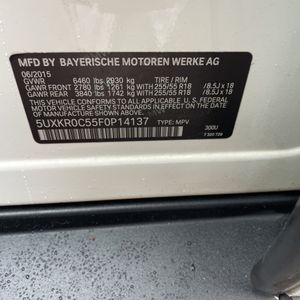 MFD BY BAYERISCHE MOTOREN WERKE AG
06/2015
GVWR 6460 lbs. 2930 kg TIRE / RIM
GAWR FRONT 2780 lbs. 1261 kg WITH 255/55 R18 / 8.5J x 18
GAWR REAR 3840 lbs. 1742 kg WITH 255/55 R18 / 8.5J x 18
THIS VEHICLE CONFORMS TO ALL APPLICABLE
U.S. FEDERAL MOTOR VEHICLE SAFETY STANDARDS
IN EFFECT ON THE DATE OF MANUFACTURE SHOWN ABOVE
5UXKR0C55F0P14137 TYPE: MPV 300U